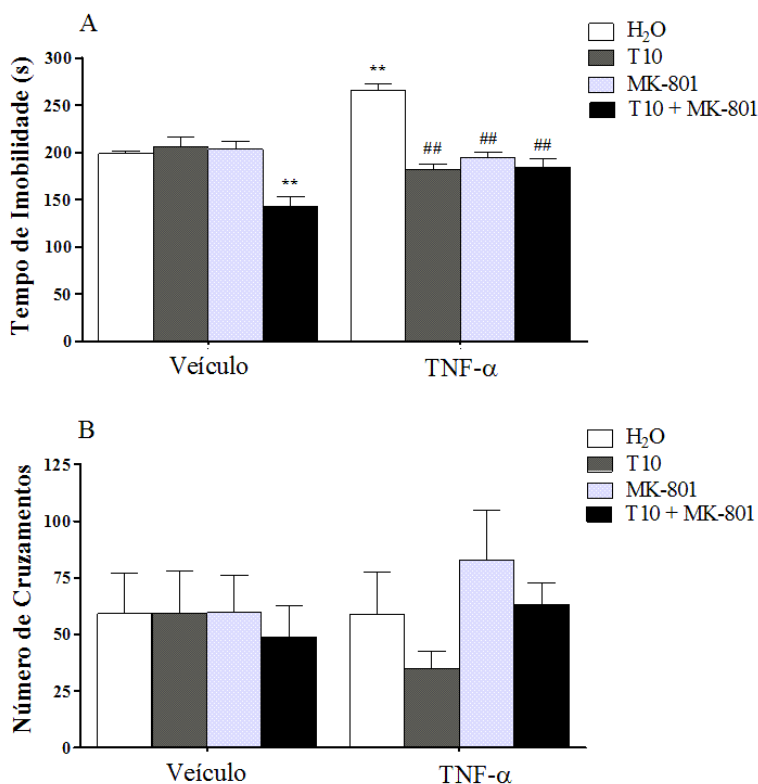 A
H₂O
T10
MK-801
T10 + MK-801
Tempo de Imobilidade (s)
300
250
200
150
100
50
0
**
**
##
##
##
Veículo
TNF-α
B
H₂O
T10
MK-801
T10 + MK-801
Número de Cruzamentos
125
100
75
50
25
0
Veículo
TNF-α